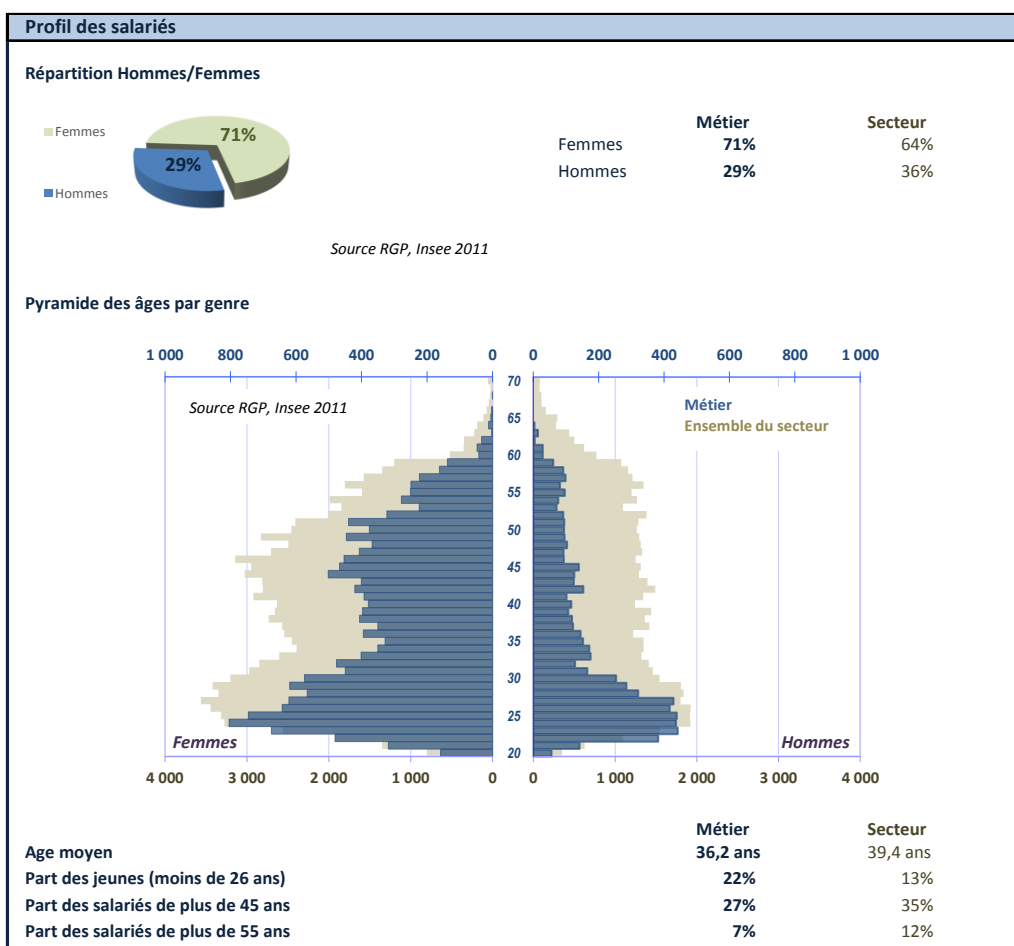 Profil des salariés
Répartition Hommes/Femmes
Femmes
Hommes
71%
29%
Métier Secteur
Femmes 71% 64%
Hommes 29% 36%
Source RGP, Insee 2011
Pyramide des âges par genre
1 000 800 600 400 200 0 0 200 400 600 800 1 000
Source RGP, Insee 2011
Métier
Ensemble du secteur
70
65
60
55
50
45
40
35
30
25
20
Femmes Hommes
4 000 3 000 2 000 1 000 0 0 1 000 2 000 3 000 4 000
Métier Secteur
Age moyen 36,2 ans 39,4 ans
Part des jeunes (moins de 26 ans) 22% 13%
Part des salariés de plus de 45 ans 27% 35%
Part des salariés de plus de 55 ans 7% 12%